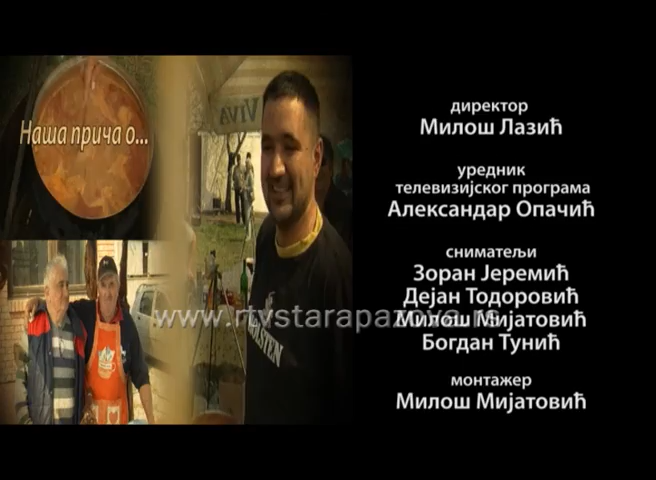 Наша прича о...
VIVA
директор
Милош Лазић
уредник
телевизијског програма
Александар Опачић
сниматељи
Зоран Јеремић
Дејан Тодоровић
Милош Мијатовић
Богдан Тунић
монтажер
Милош Мијатовић
www.rtvstarapazova.rs